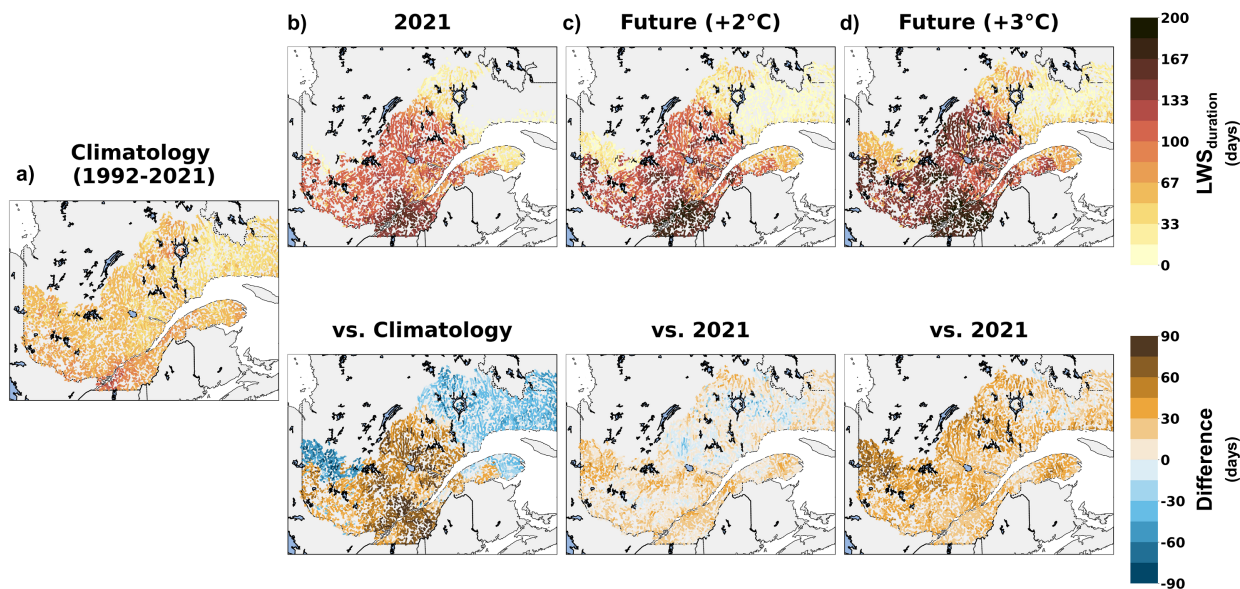 b) 2021
c) Future (+2°C)
d) Future (+3°C)
200
167
133
100
67
33
0
LWSduration
(days)
a) Climatology
(1992-2021)
vs. Climatology
vs. 2021
vs. 2021
90
60
30
0
-30
-60
-90
Difference
(days)